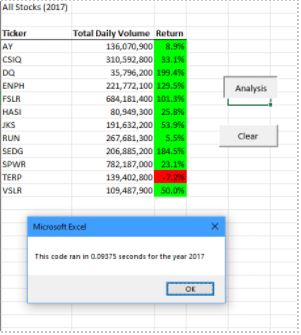 All Stocks (2017)
Ticker Total Daily Volume Return
AY 136,070,900 8.9%
CSIQ 310,592,800 33.1%
DQ 35,796,200 199.4%
ENPH 221,772,100 129.5%
FSLR 684,181,400 101.3%
HASI 80,949,300 25.8%
JKS 191,632,200 53.9%
RUN 267,681,300 5.5%
SEDG 206,885,200 184.5%
SPWR 782,187,000 23.1%
TERP 139,402,800 -7.2%
VSLR 109,487,900 50.0%
Analysis
Clear
Microsoft Excel
This code ran in 0.09375 seconds for the year 2017
OK